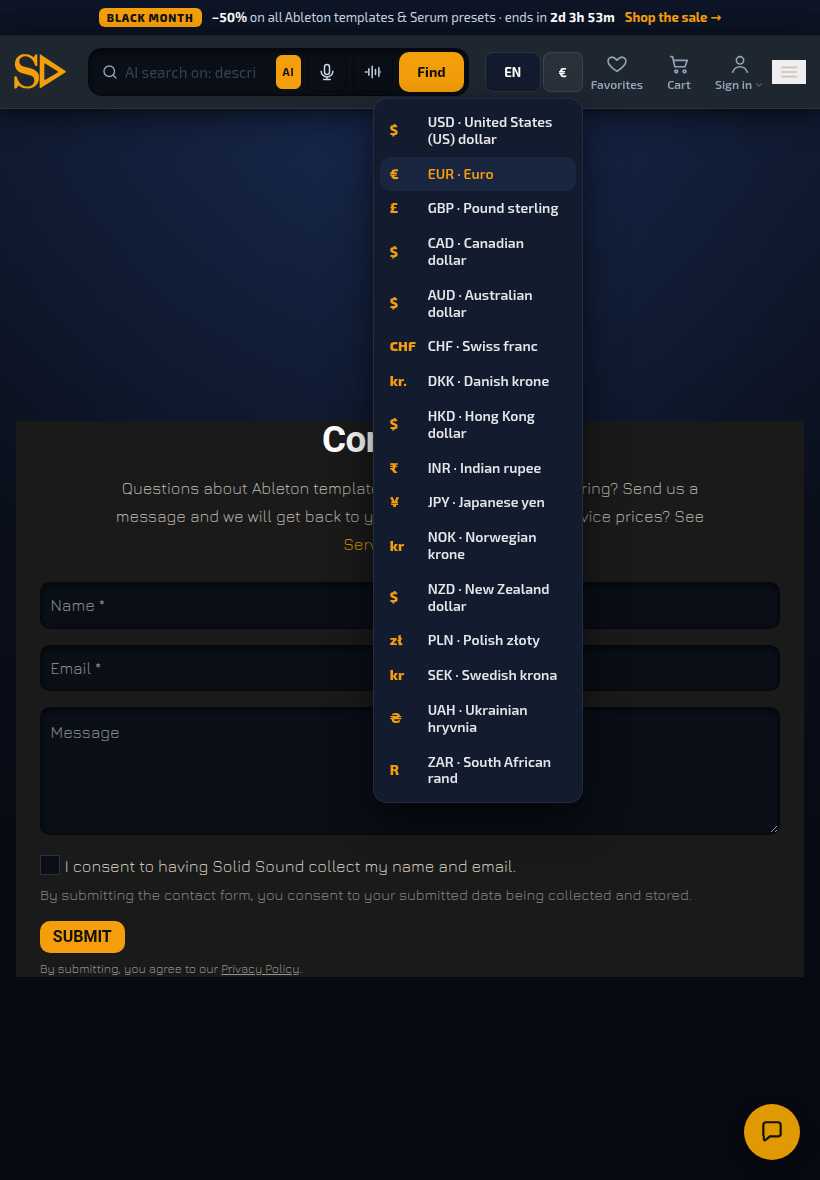 BLACK MONTH −50% on all Ableton templates & Serum presets · ends in 2d 3h 53m Shop the sale →
S
AI search on: descri AI Find EN € Favorites Cart Sign in
$ USD · United States
(US) dollar
€ EUR · Euro
£ GBP · Pound sterling
$ CAD · Canadian
dollar
$ AUD · Australian
dollar
CHF CHF · Swiss franc
kr. DKK · Danish krone
$ HKD · Hong Kong
dollar
₹ INR · Indian rupee
¥ JPY · Japanese yen
kr NOK · Norwegian
krone
$ NZD · New Zealand
dollar
zł PLN · Polish złoty
kr SEK · Swedish krona
₴ UAH · Ukrainian
hryvnia
R ZAR · South African
rand
Questions about Ableton ? Send us a
message and we will get back to prices? See
Name *
Email *
Message
I consent to having Solid Sound collect my name and email.
By submitting the contact form, you consent to your submitted data being collected and stored.
SUBMIT
By submitting, you agree to our Privacy Policy.